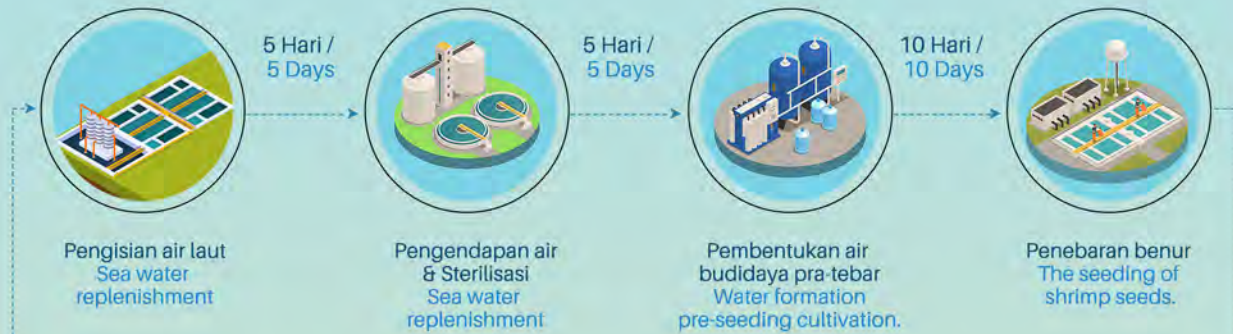 5 Hari /
5 Days
5 Hari /
5 Days
10 Hari /
10 Days
Pengisian air laut
Sea water
replenishment
Pengendapan air
& Sterilisasi
Sea water
replenishment
Pembentukan air
budidaya pra-tebar
Water formation
pre-seeding cultivation.
Penebaran benur
The seeding of
shrimp seeds.